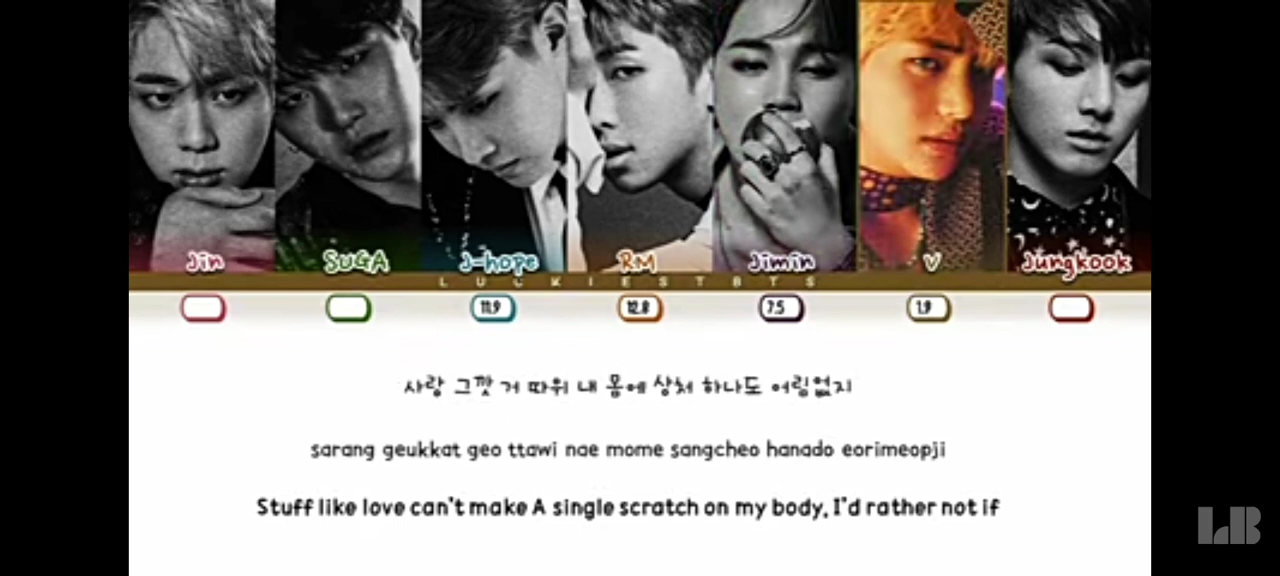 Jin SUGA J-hope RM Jimin V Jungkook
LUCKIESTBTS
11.9 12.8 7.5 1.9
사랑 그깟 거 따위 내 몸에 상처 하나도 어림없지
sarang geukkat geo ttawi nae mome sangcheo hanado eorimeopji
Stuff like love can't make A single scratch on my body, I'd rather not if
LB